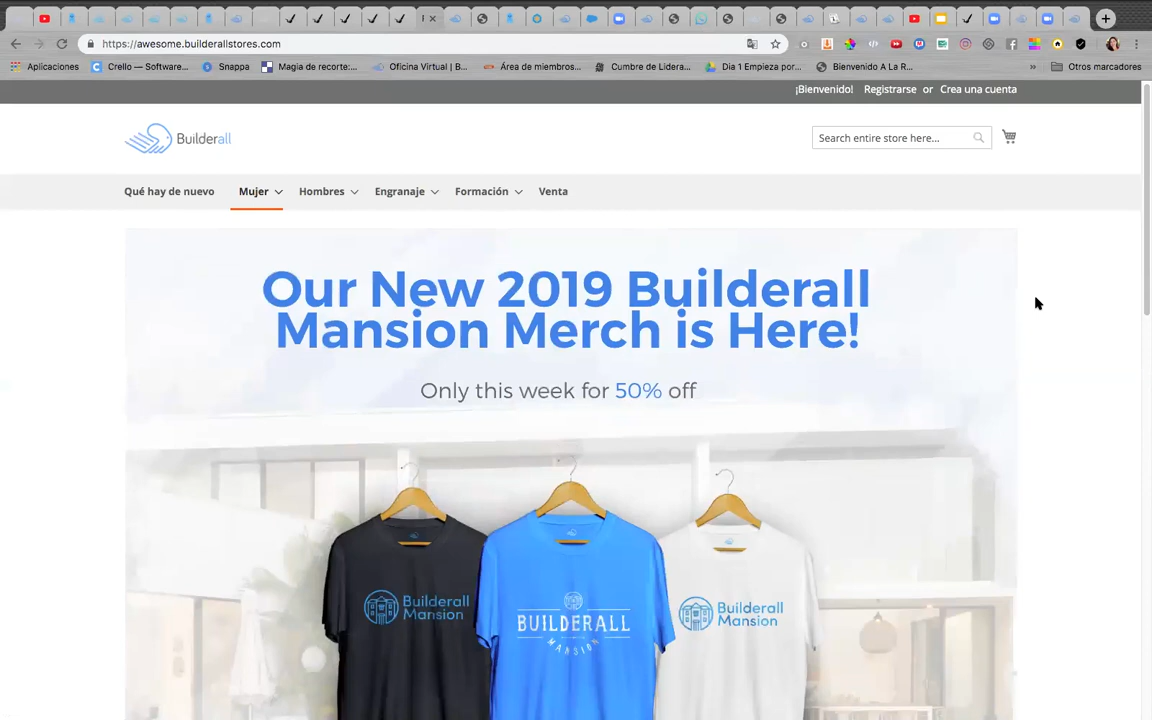 https://awesome.builderallstores.com
Aplicaciones Crello — Software... Snappa Magia de recorte:... Oficina Virtual | B... Área de miembros... Cumbre de Lidera... Dia 1 Empieza por... Bienvenido A La R... » Otros marcadores
¡Bienvenido! Registrarse or Crea una cuenta
Builderall
Search entire store here...
Qué hay de nuevo Mujer Hombres Engranaje Formación Venta
Our New 2019 Builderall
Mansion Merch is Here!
Only this week for 50% off
Builderall
Mansion
BUILDERALL
MANSION
Builderall
Mansion